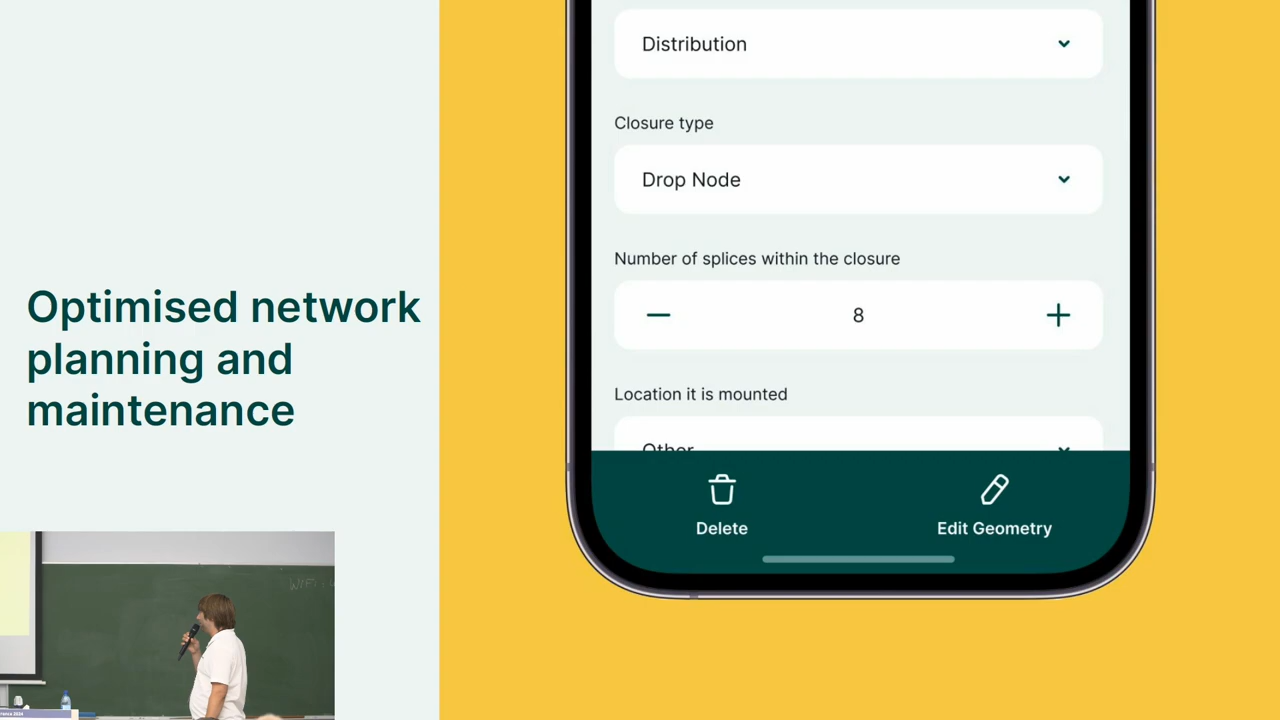 Optimised network
planning and
maintenance
Distribution
Closure type
Drop Node
Number of splices within the closure
8
Location it is mounted
Other
Delete
Edit Geometry